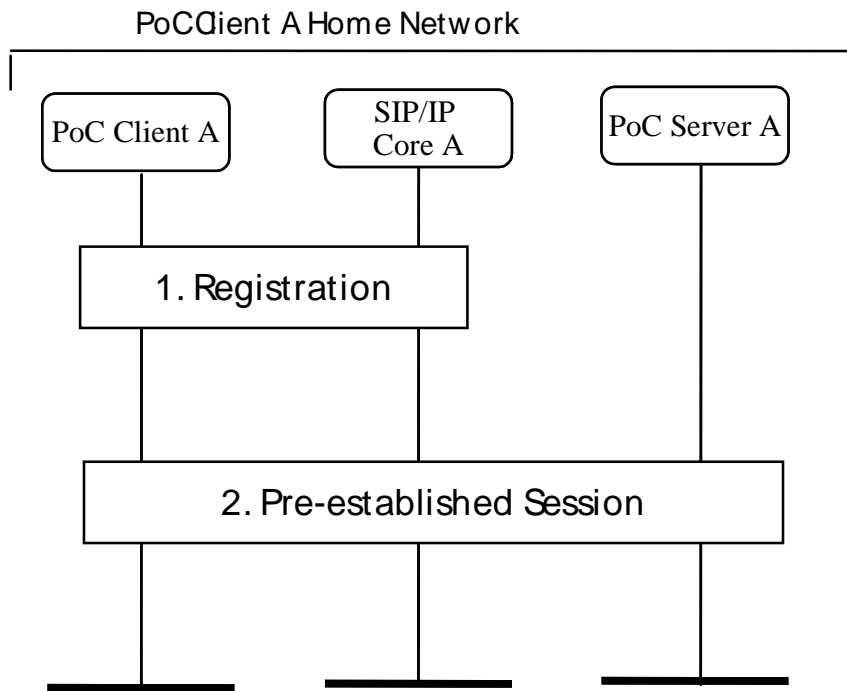 PoCClient A Home Network
PoC Client A
SIP/IP
Core A
PoC Server A
1. Registration
2. Pre-established Session